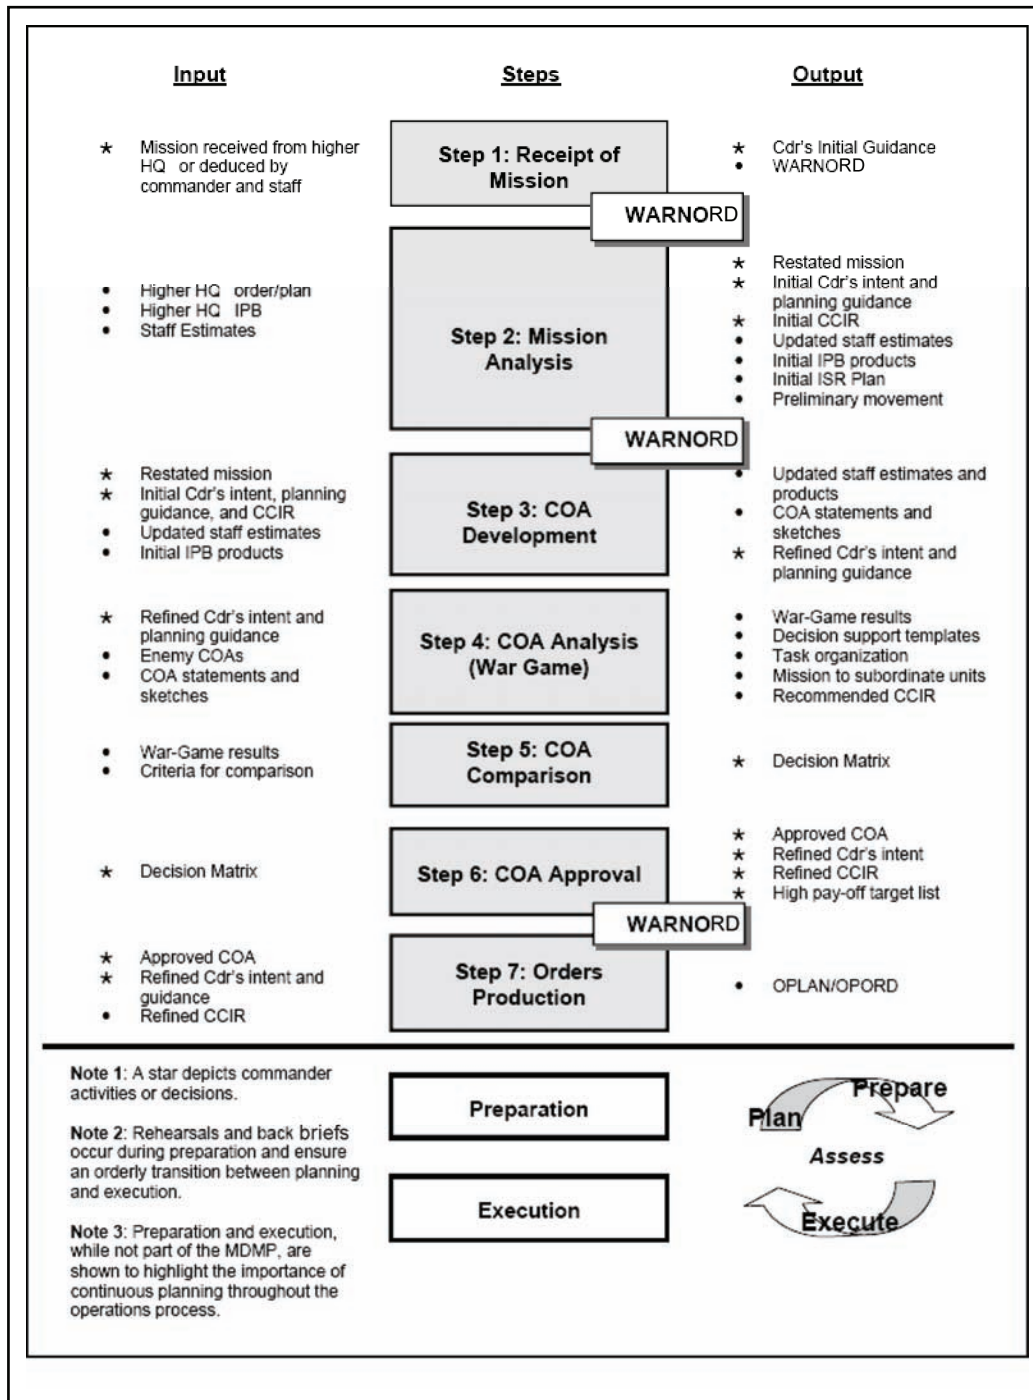 Input
Steps
Output
★ Mission received from higher
HQ or deduced by
commander and staff
Step 1: Receipt of
Mission
★ Cdr's Initial Guidance
• WARNORD
WARNORD
• Higher HQ order/plan
• Higher HQ IPB
• Staff Estimates
Step 2: Mission
Analysis
★ Restated mission
★ Initial Cdr's intent and
planning guidance
★ Initial CCIR
• Updated staff estimates
• Initial IPB products
• Initial ISR Plan
• Preliminary movement
WARNORD
★ Restated mission
★ Initial Cdr's intent, planning
guidance, and CCIR
• Updated staff estimates
• Initial IPB products
Step 3: COA
Development
• Updated staff estimates and
products
• COA statements and
sketches
★ Refined Cdr's intent and
planning guidance
★ Refined Cdr's intent and
planning guidance
• Enemy COAs
• COA statements and
sketches
Step 4: COA Analysis
(War Game)
• War-Game results
• Decision support templates
• Task organization
• Mission to subordinate units
• Recommended CCIR
• War-Game results
• Criteria for comparison
Step 5: COA
Comparison
★ Decision Matrix
★ Decision Matrix
Step 6: COA Approval
★ Approved COA
★ Refined Cdr's intent
★ Refined CCIR
★ High pay-off target list
WARNORD
★ Approved COA
★ Refined Cdr's intent and
guidance
• Refined CCIR
Step 7: Orders
Production
• OPLAN/OPORD
Note 1: A star depicts commander
activities or decisions.
Note 2: Rehearsals and back briefs
occur during preparation and ensure
an orderly transition between planning
and execution.
Note 3: Preparation and execution,
while not part of the MDMP, are
shown to highlight the importance of
continuous planning throughout the
operations process.
Preparation
Execution
Plan
Prepare
Assess
Execute